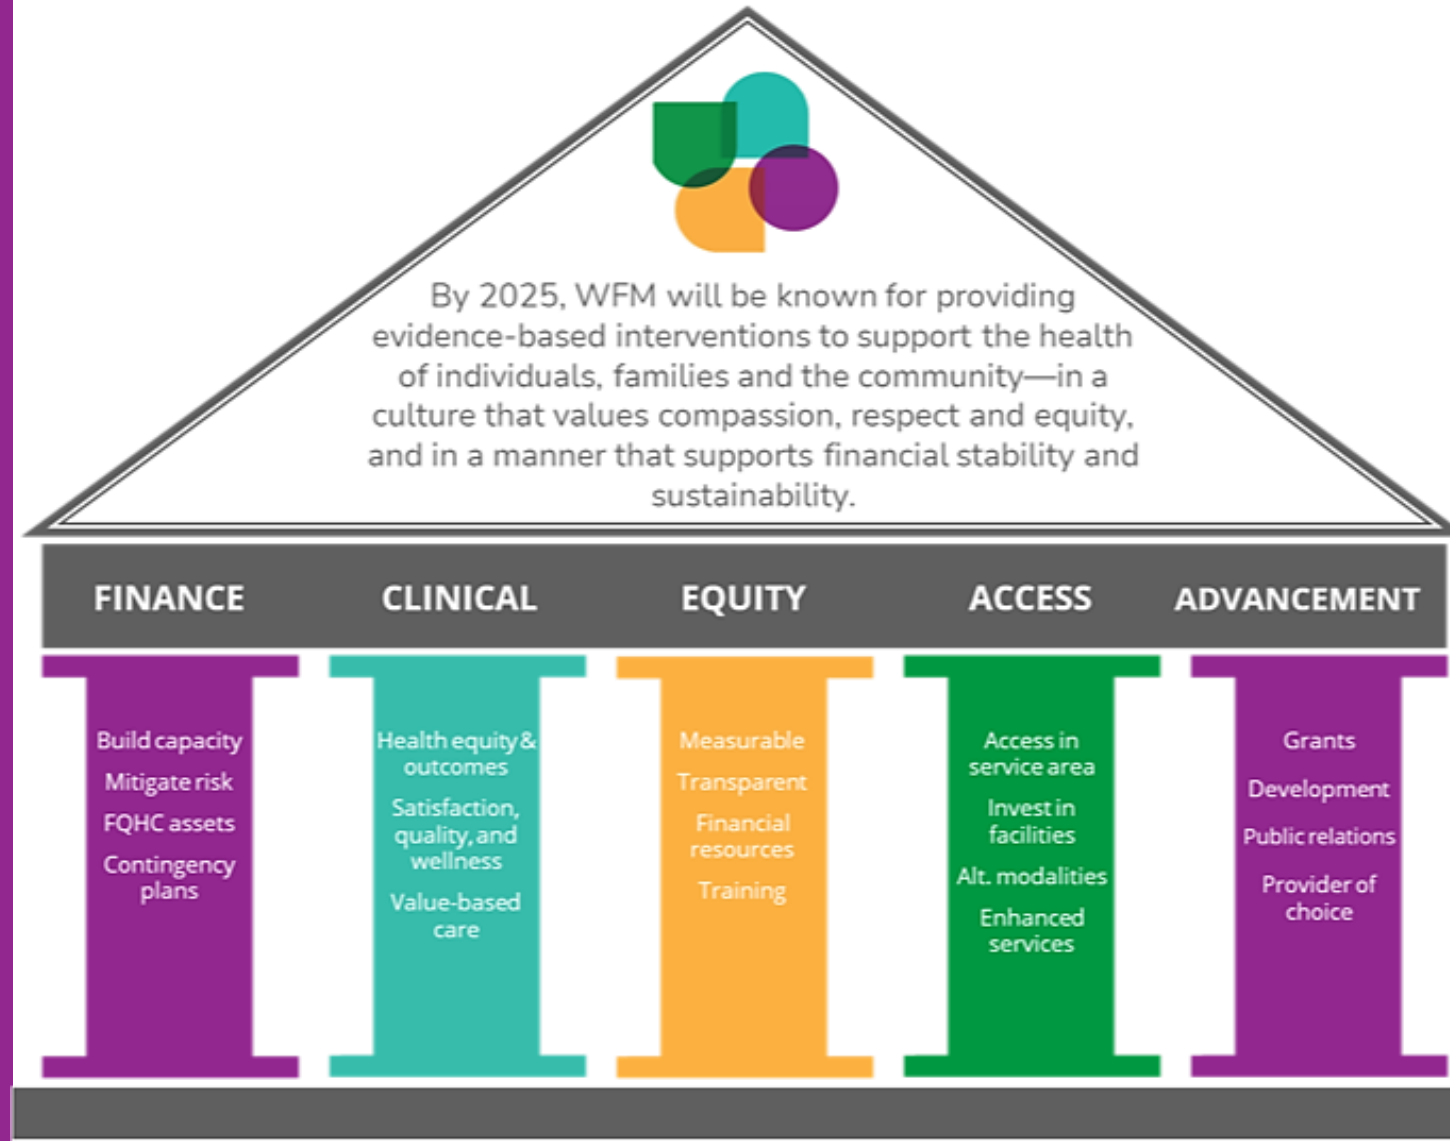 By 2025, WFM will be known for providing
evidence-based interventions to support the health
of individuals, families and the community—in a
culture that values compassion, respect and equity,
and in a manner that supports financial stability and
sustainability.
FINANCE
CLINICAL
EQUITY
ACCESS
ADVANCEMENT
Build capacity
Mitigate risk
FQHC assets
Contingency
plans
Health equity &
outcomes
Satisfaction,
quality, and
wellness
Value-based
care
Measurable
Transparent
Financial
resources
Training
Access in
service area
Invest in
facilities
Alt. modalities
Enhanced
services
Grants
Development
Public relations
Provider of
choice